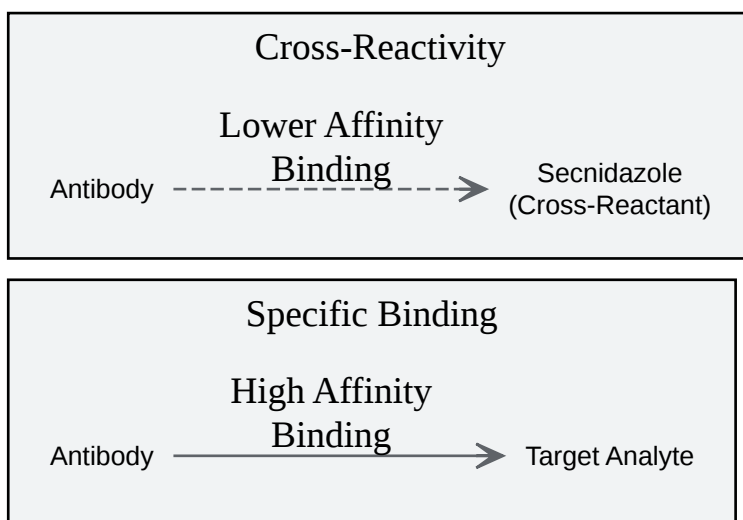 Cross-Reactivity
Lower Affinity
Binding
Antibody
Secnidazole
(Cross-Reactant)
Specific Binding
High Affinity
Binding
Antibody
Target Analyte